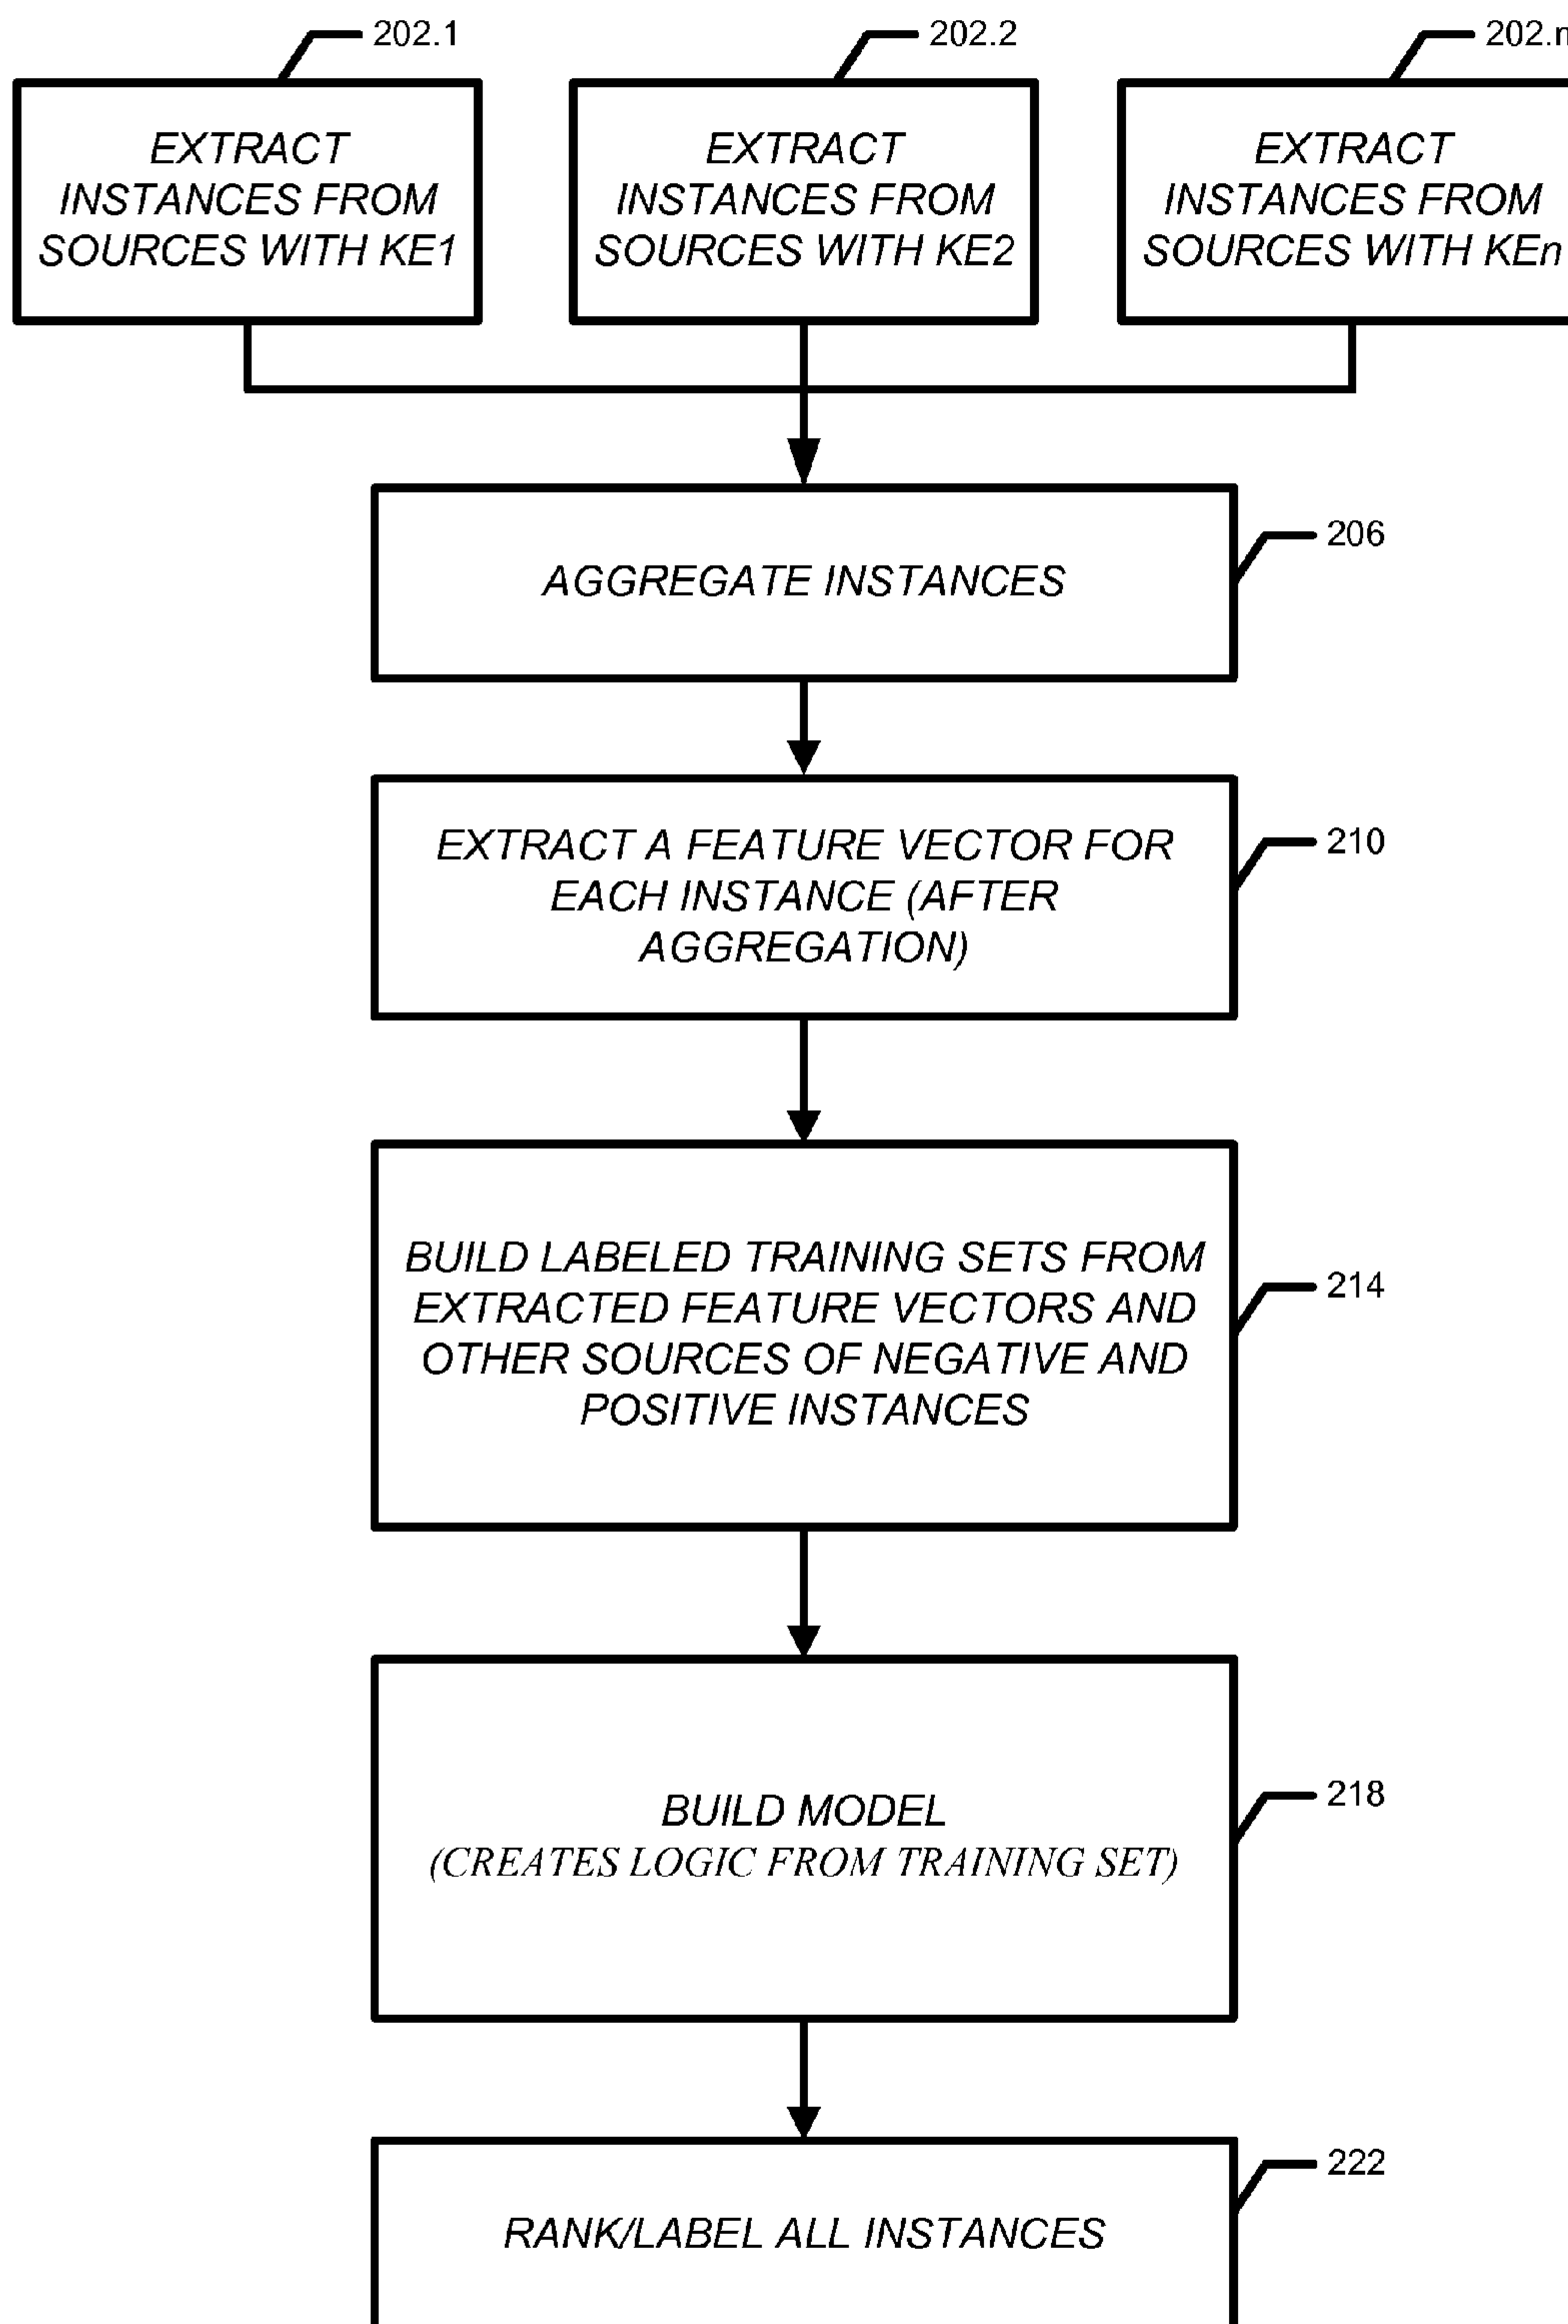 202.1
202.2
202.n
EXTRACT
INSTANCES FROM
SOURCES WITH KE1
EXTRACT
INSTANCES FROM
SOURCES WITH KE2
EXTRACT
INSTANCES FROM
SOURCES WITH KEn
206
AGGREGATE INSTANCES
210
EXTRACT A FEATURE VECTOR FOR
EACH INSTANCE (AFTER
AGGREGATION)
214
BUILD LABELED TRAINING SETS FROM
EXTRACTED FEATURE VECTORS AND
OTHER SOURCES OF NEGATIVE AND
POSITIVE INSTANCES
218
BUILD MODEL
(CREATES LOGIC FROM TRAINING SET)
222
RANK/LABEL ALL INSTANCES